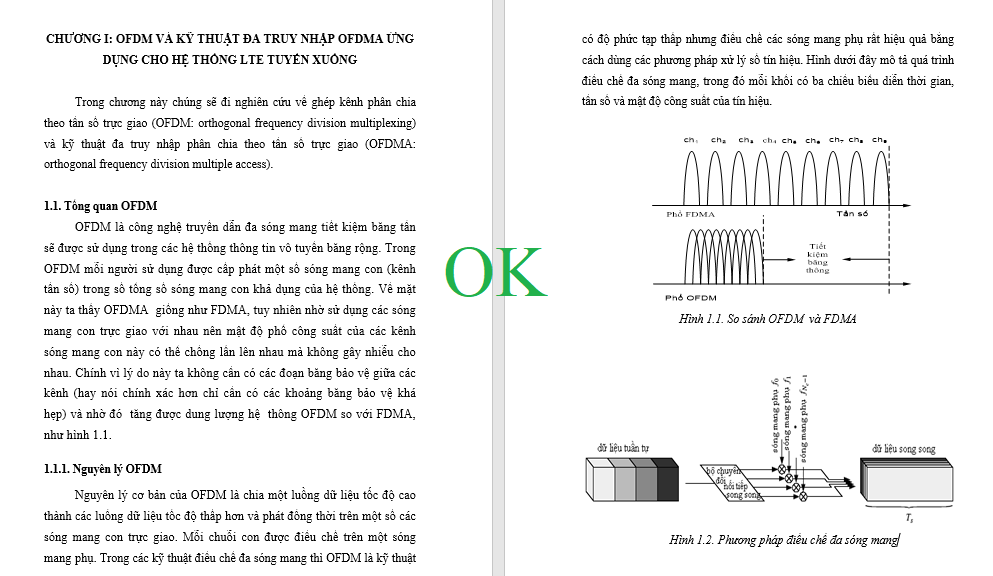 CHƯƠNG I: OFDM VÀ KỸ THUẬT ĐA TRUY NHẬP OFDMA ỨNG
DỤNG CHO HỆ THỐNG LTE TUYẾN XUỐNG
Trong chương này chúng sẽ đi nghiên cứu về ghép kênh phân chia
theo tần số trực giao (OFDM: orthogonal frequency division multiplexing)
và kỹ thuật đa truy nhập phân chia theo tần số trực giao (OFDMA:
orthogonal frequency division multiple access).
1.1. Tổng quan OFDM
OFDM là công nghệ truyền dẫn đa sóng mang tiết kiệm băng tần
sẽ được sử dụng trong các hệ thống thông tin vô tuyến băng rộng. Trong
OFDM mỗi người sử dụng được cấp phát một số sóng mang con (kênh
tần số) trong số tổng số sóng mang con khả dụng của hệ thống. Về mặt
này ta thấy OFDMA giống như FDMA, tuy nhiên nhờ sử dụng các sóng
mang con trực giao với nhau nên mật độ phổ công suất của các kênh
sóng mang con này có thể chồng lấn lên nhau mà không gây nhiễu cho
nhau. Chính vì lý do này ta không cần có các đoạn băng bảo vệ giữa các
kênh (hay nói chính xác hơn chỉ cần có các khoảng băng bảo vệ khá
hẹp) và nhờ đó tăng được dung lượng hệ thông OFDM so với FDMA,
như hình 1.1.
1.1.1. Nguyên lý OFDM
Nguyên lý cơ bản của OFDM là chia một luồng dữ liệu tốc độ cao
thành các luồng dữ liệu tốc độ thấp hơn và phát đồng thời trên một số các
sóng mang con trực giao. Mỗi chuỗi con được điều chế trên một sóng
mang phụ. Trong các kỹ thuật điều chế đa sóng mang thì OFDM là kỹ thuật
OK
có độ phức tạp thấp nhưng điều chế các sóng mang phụ rất hiệu quả bằng
cách dùng các phương pháp xử lý số tín hiệu. Hình dưới đây mô tả quá trình
điều chế đa sóng mang, trong đó mỗi khối có ba chiều biểu diễn thời gian,
tần số và mật độ công suất của tín hiệu.
ch₁ ch₂ ch₃ ch₄ ch₅ ch₆ ch₇ ch₈ ch₉
Phổ FDMA Tần số
Tiết
kiệm
băng
thông
Phổ OFDM
Hình 1.1. So sánh OFDM và FDMA
sóng mang phụ f₀
sóng mang phụ f₁
sóng mang phụ
dữ liệu tuần tự
bộ chuyển
đổi
nối tiếp
song song
dữ liệu song song
Tₛ
Hình 1.2. Phương pháp điều chế đa sóng mang